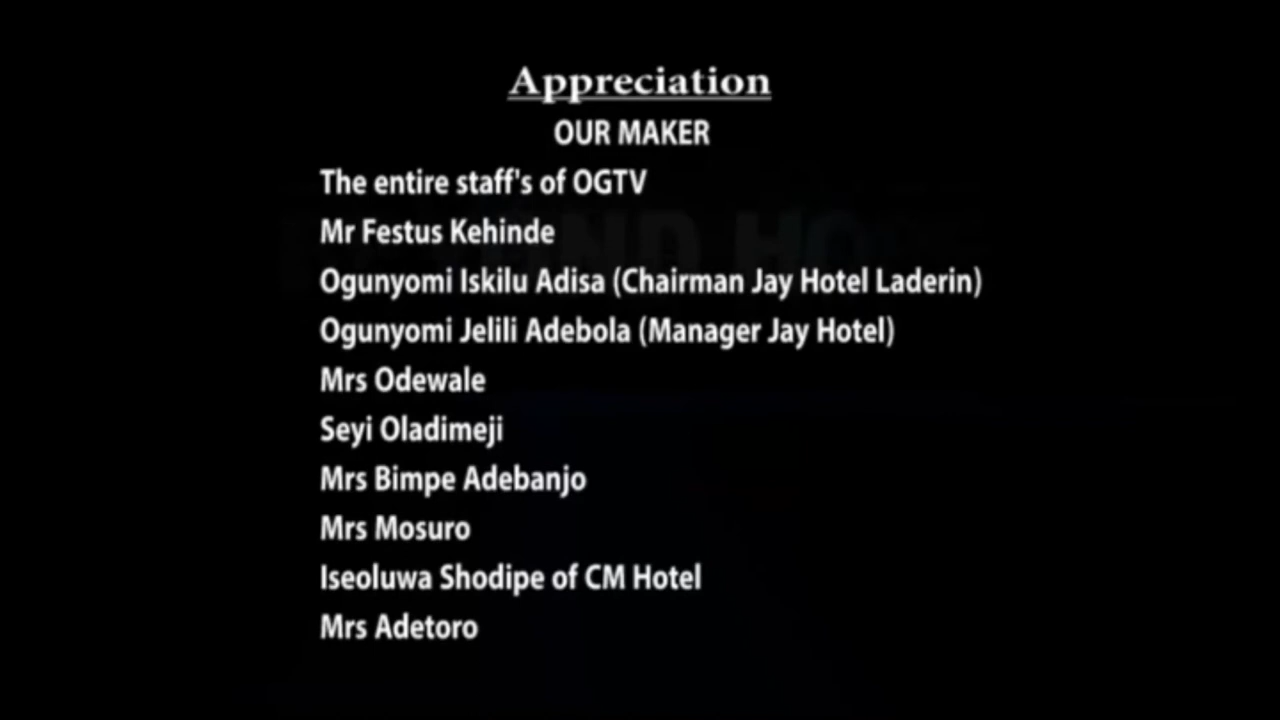 Appreciation
OUR MAKER
The entire staff's of OGTV
Mr Festus Kehinde
Ogunyomi Iskilu Adisa (Chairman Jay Hotel Laderin)
Ogunyomi Jelili Adebola (Manager Jay Hotel)
Mrs Odewale
Seyi Oladimeji
Mrs Bimpe Adebanjo
Mrs Mosuro
Iseoluwa Shodipe of CM Hotel
Mrs Adetoro